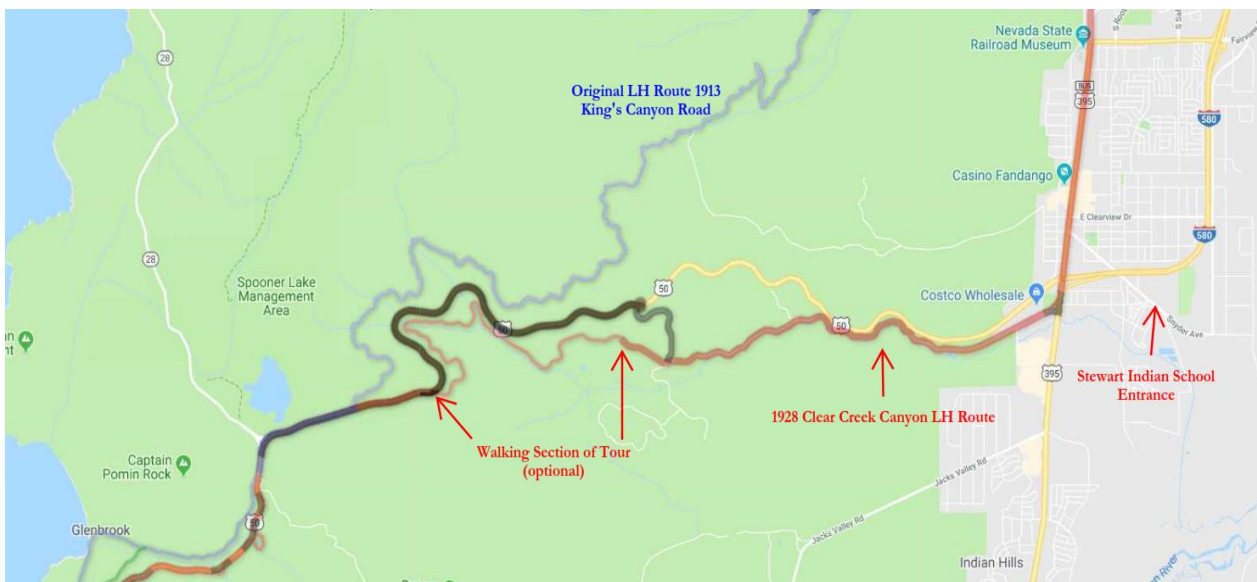 Nevada State
Railroad Museum
S Roop
Fairview
28
Original LH Route 1913
King's Canyon Road
BUS
395
580
Casino Fandango
E Clearview Dr
28
580
Spooner Lake
Management
Area
50
Costco Wholesale
50
50
Snyder Ave
395
Stewart Indian School
Entrance
1928 Clear Creek Canyon LH Route
Walking Section of Tour
(optional)
Captain
Pomin Rock
Jacks Valley Rd
50
Glenbrook
Jacks Valley Rd
Indian Hills